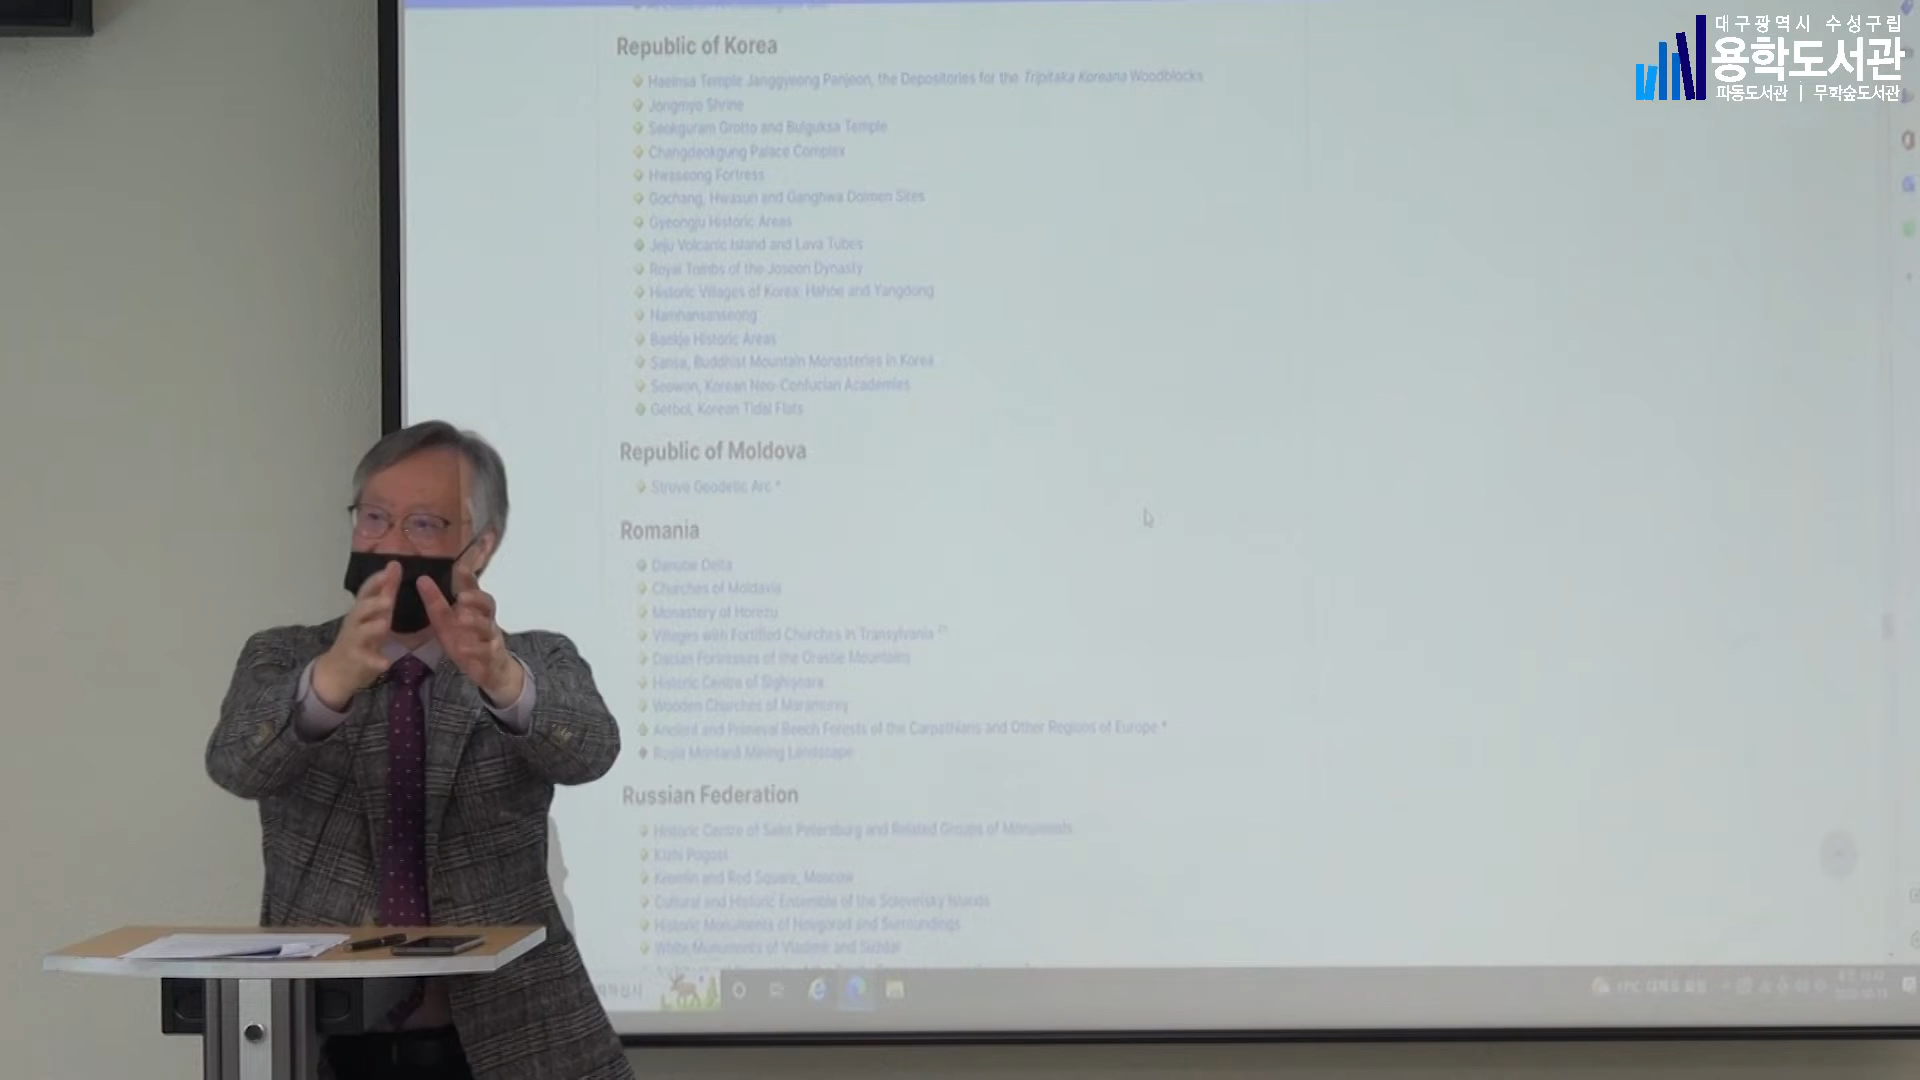 대구광역시 수성구립
용학도서관
파동도서관 | 무학숲도서관
Republic of Korea
Haeinsa Temple Janggyeong Panjeon, the Depositories for the Tripitaka Koreana Woodblocks
Jongmyo Shrine
Seokguram Grotto and Bulguksa Temple
Changdeokgung Palace Complex
Hwaseong Fortress
Gochang, Hwasun and Ganghwa Dolmen Sites
Gyeongju Historic Areas
Jeju Volcanic Island and Lava Tubes
Royal Tombs of the Joseon Dynasty
Historic Villages of Korea: Hahoe and Yangdong
Namhansanseong
Baekje Historic Areas
Sansa, Buddhist Mountain Monasteries in Korea
Seowon, Korean Neo-Confucian Academies
Getbol, Korean Tidal Flats
Republic of Moldova
Struve Geodetic Arc *
Romania
Danube Delta
Churches of Moldavia
Monastery of Horezu
Villages with Fortified Churches in Transylvania
Dacian Fortresses of the Orastie Mountains
Historic Centre of Sighişoara
Wooden Churches of Maramureş
Ancient and Primeval Beech Forests of the Carpathians and Other Regions of Europe *
Roşia Montană Mining Landscape
Russian Federation
Historic Centre of Saint Petersburg and Related Groups of Monuments
Kizhi Pogost
Kremlin and Red Square, Moscow
Cultural and Historic Ensemble of the Solovetsky Islands
Historic Monuments of Novgorod and Surroundings
White Monuments of Vladimir and Suzdal